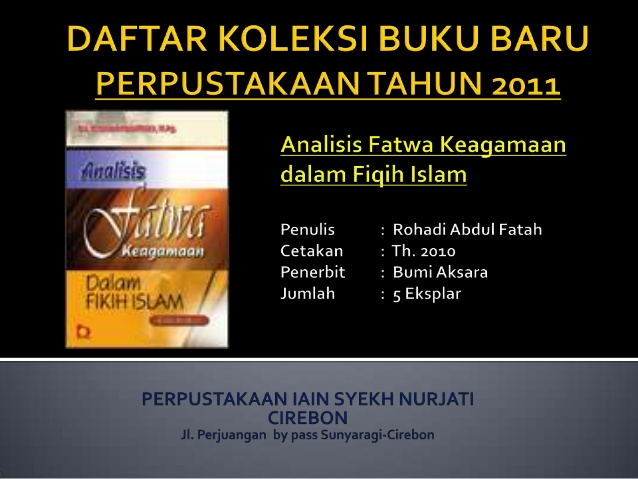 DAFTAR KOLEKSI BUKU BARU
PERPUSTAKAAN TAHUN 2011
Analisis
Fatwa
Keagamaan
Dalam
FIKIH ISLAM
Analisis Fatwa Keagamaan
dalam Fiqih Islam
Penulis : Rohadi Abdul Fatah
Cetakan : Th. 2010
Penerbit : Bumi Aksara
Jumlah : 5 Eksplar
PERPUSTAKAAN IAIN SYEKH NURJATI
CIREBON
Jl. Perjuangan by pass Sunyaragi-Cirebon